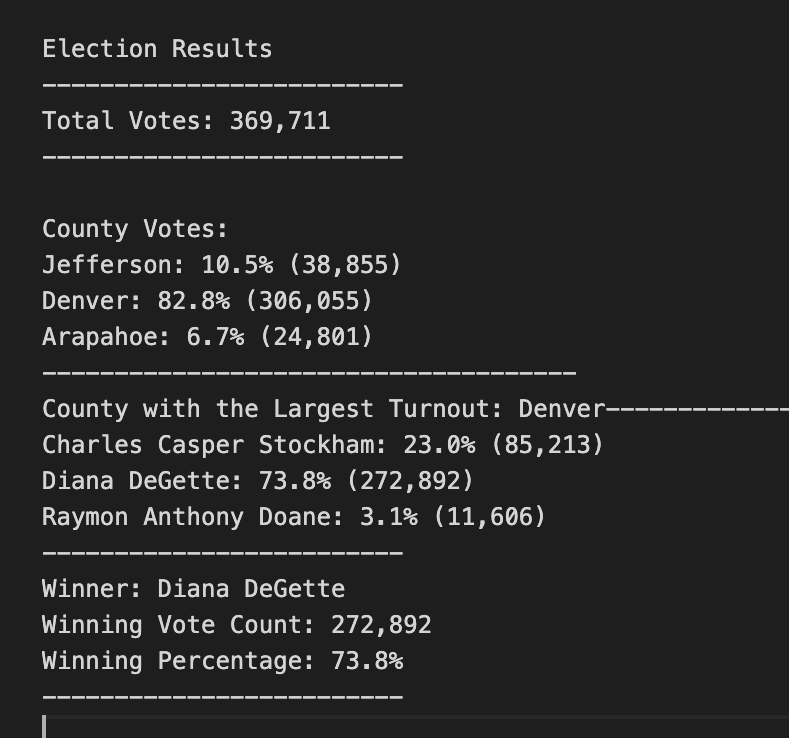 Election Results
-------------------------
Total Votes: 369,711
-------------------------
County Votes:
Jefferson: 10.5% (38,855)
Denver: 82.8% (306,055)
Arapahoe: 6.7% (24,801)
-------------------------------------
County with the Largest Turnout: Denver-------------
Charles Casper Stockham: 23.0% (85,213)
Diana DeGette: 73.8% (272,892)
Raymon Anthony Doane: 3.1% (11,606)
-------------------------
Winner: Diana DeGette
Winning Vote Count: 272,892
Winning Percentage: 73.8%
-------------------------